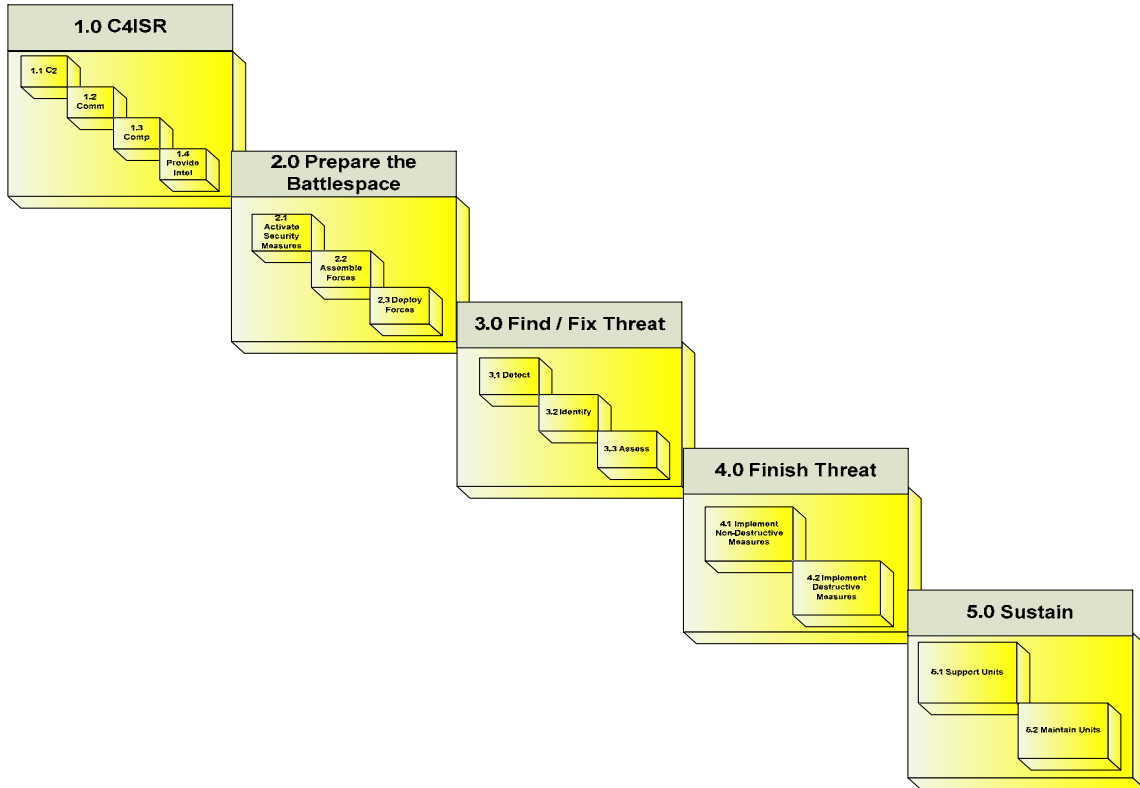 1.0 C4ISR
1.1 C2
1.2
Comm
1.3
Comp
1.4
Provide
Intel
2.0 Prepare the
Battlespace
2.1
Activate
Security
Measures
2.2
Assemble
Forces
2.3 Deploy
Forces
3.0 Find / Fix Threat
3.1 Detect
3.2 Identify
3.3 Assess
4.0 Finish Threat
4.1 Implement
Non-Destructive
Measures
4.2 Implement
Destructive
Measures
5.0 Sustain
5.1 Support Units
5.2 Maintain Units